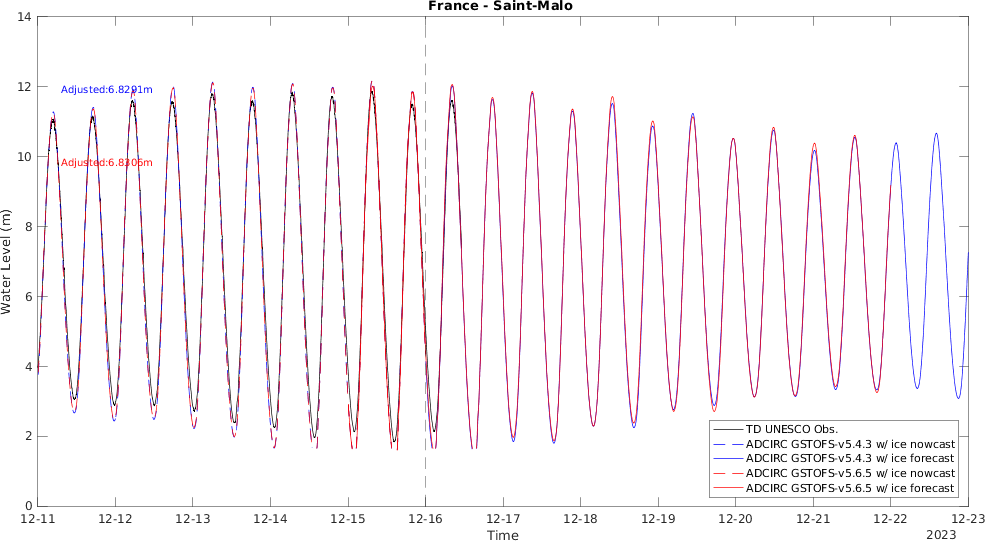 France - Saint-Malo
14
12
10
8
6
4
2
0
Water Level (m)
Adjusted:6.8291m
Adjusted:6.8306m
TD UNESCO Obs.
ADCIRC GSTOFS-v5.4.3 w/ ice nowcast
ADCIRC GSTOFS-v5.4.3 w/ ice forecast
ADCIRC GSTOFS-v5.6.5 w/ ice nowcast
ADCIRC GSTOFS-v5.6.5 w/ ice forecast
12-11 12-12 12-13 12-14 12-15 12-16 12-17 12-18 12-19 12-20 12-21 12-22 12-23
Time
2023